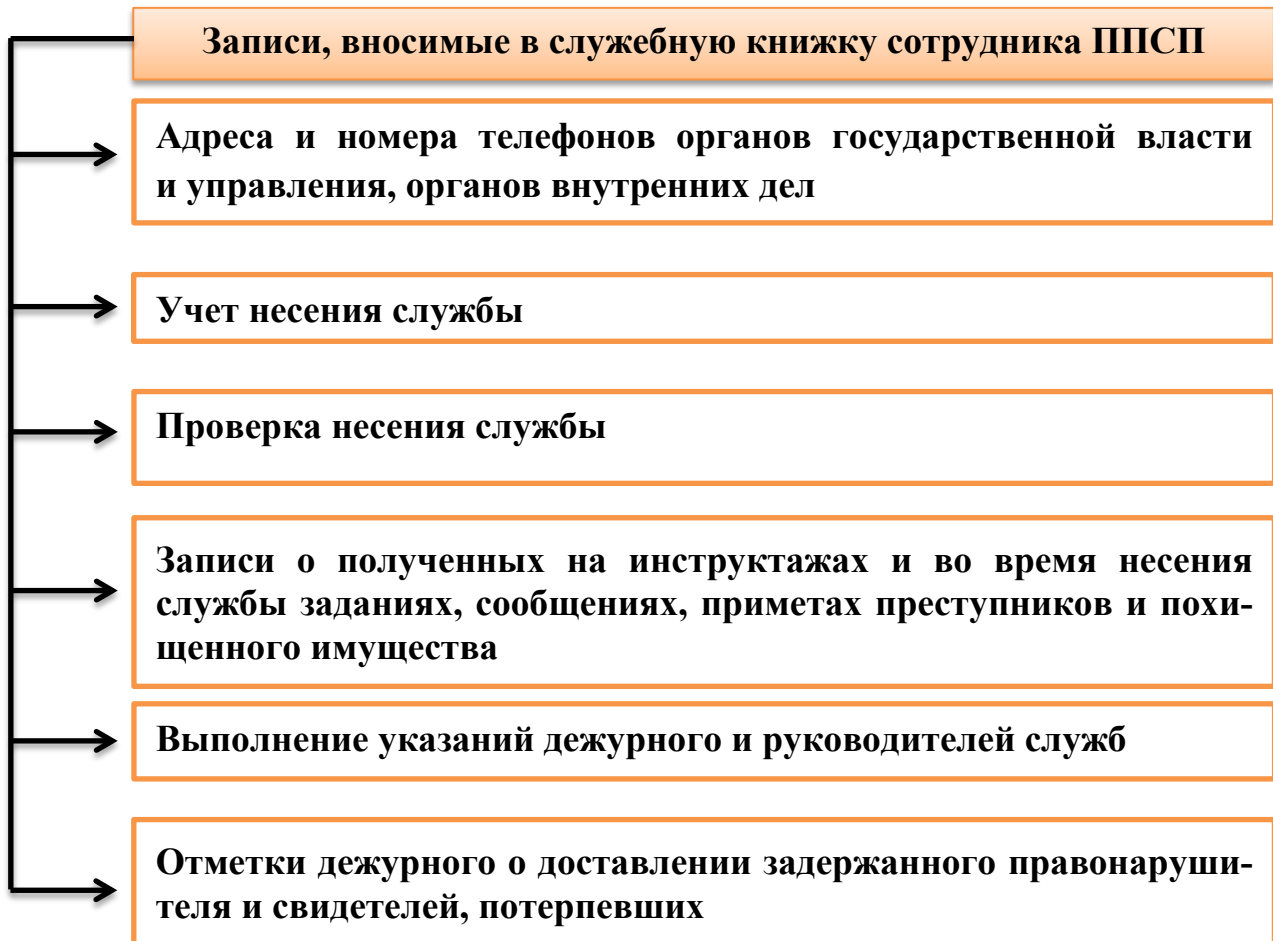 Записи, вносимые в служебную книжку сотрудника ППСП
Адреса и номера телефонов органов государственной власти
и управления, органов внутренних дел
Учет несения службы
Проверка несения службы
Записи о полученных на инструктажах и во время несения
службы заданиях, сообщениях, приметах преступников и похи-
щенного имущества
Выполнение указаний дежурного и руководителей служб
Отметки дежурного о доставлении задержанного правонаруши-
теля и свидетелей, потерпевших